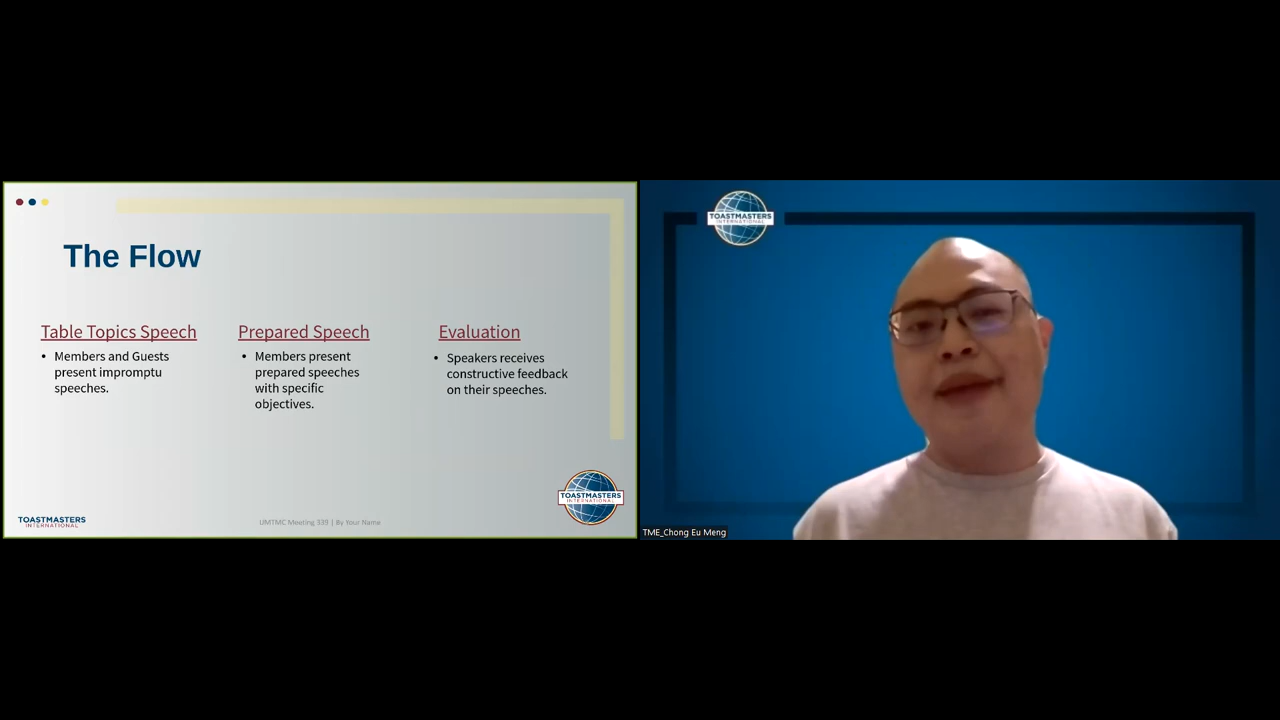 The Flow
Table Topics Speech
• Members and Guests
present impromptu
speeches.
Prepared Speech
• Members present
prepared speeches
with specific
objectives.
Evaluation
• Speakers receives
constructive feedback
on their speeches.
TOASTMASTERS
INTERNATIONAL
UMTMC Meeting 339 | By Your Name
TOASTMASTERS
INTERNATIONAL
TOASTMASTERS
INTERNATIONAL
TME_Chong Eu Meng